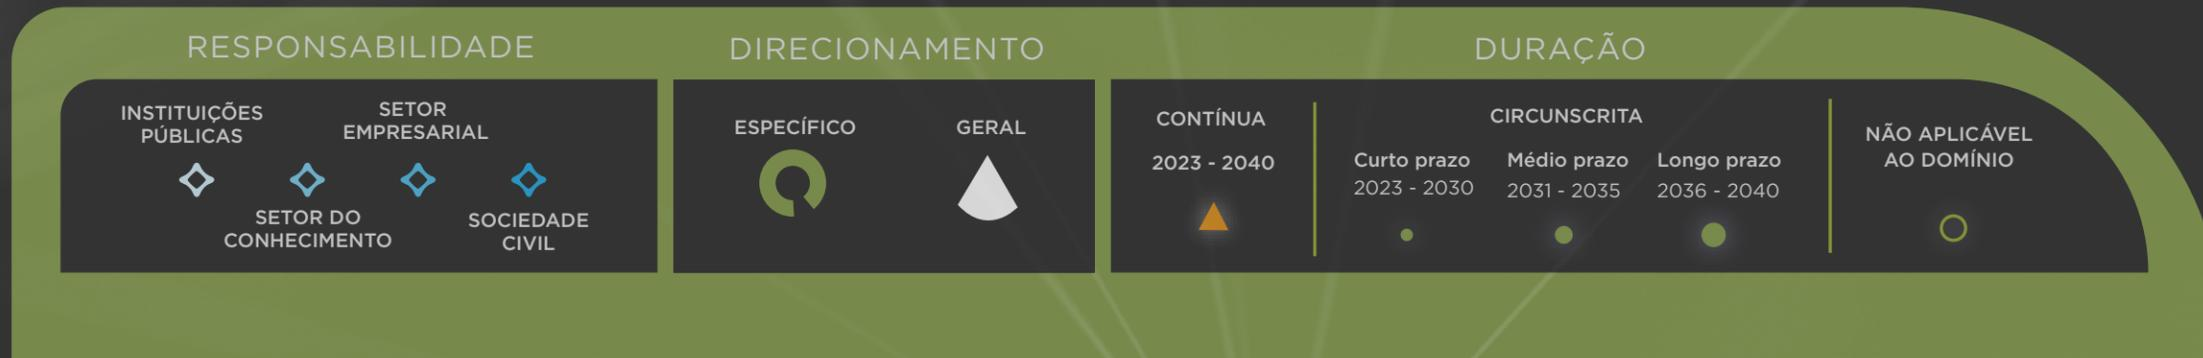 RESPONSABILIDADE
INSTITUIÇÕES
PÚBLICAS
SETOR
EMPRESARIAL
SETOR DO
CONHECIMENTO
SOCIEDADE
CIVIL
DIRECIONAMENTO
ESPECÍFICO
GERAL
DURAÇÃO
CONTÍNUA
2023 - 2040
CIRCUNSCRITA
Curto prazo
2023 - 2030
Médio prazo
2031 - 2035
Longo prazo
2036 - 2040
NÃO APLICÁVEL
AO DOMÍNIO